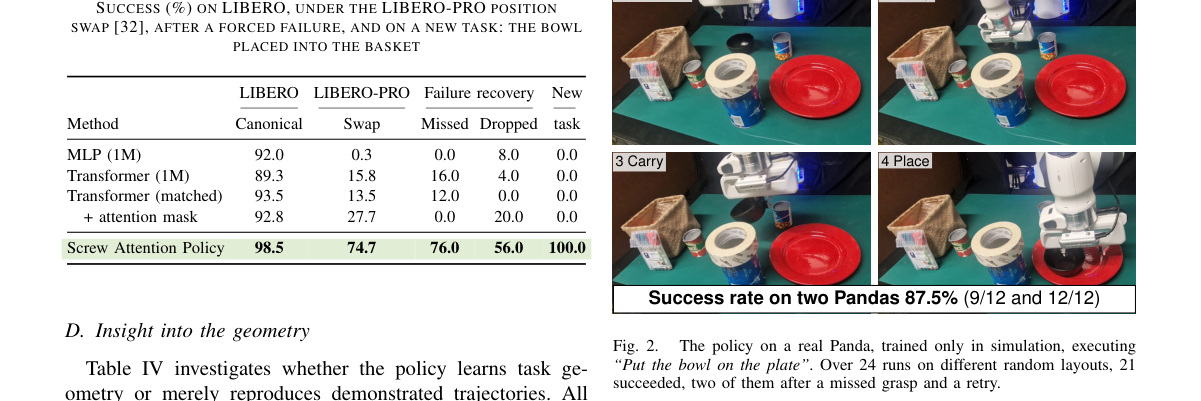 SUCCESS (%) ON LIBERO, UNDER THE LIBERO-PRO POSITION
SWAP [32], AFTER A FORCED FAILURE, AND ON A NEW TASK: THE BOWL
PLACED INTO THE BASKET
LIBERO LIBERO-PRO Failure recovery New
Method Canonical Swap Missed Dropped task
MLP (1M) 92.0 0.3 0.0 8.0 0.0
Transformer (1M) 89.3 15.8 16.0 4.0 0.0
Transformer (matched) 93.5 13.5 12.0 0.0 0.0
+ attention mask 92.8 27.7 0.0 20.0 0.0
Screw Attention Policy 98.5 74.7 76.0 56.0 100.0
D. Insight into the geometry
Table IV investigates whether the policy learns task ge-
ometry or merely reproduces demonstrated trajectories. All
3 Carry
4 Place
Success rate on two Pandas 87.5% (9/12 and 12/12)
Fig. 2. The policy on a real Panda, trained only in simulation, executing
“Put the bowl on the plate”. Over 24 runs on different random layouts, 21
succeeded, two of them after a missed grasp and a retry.